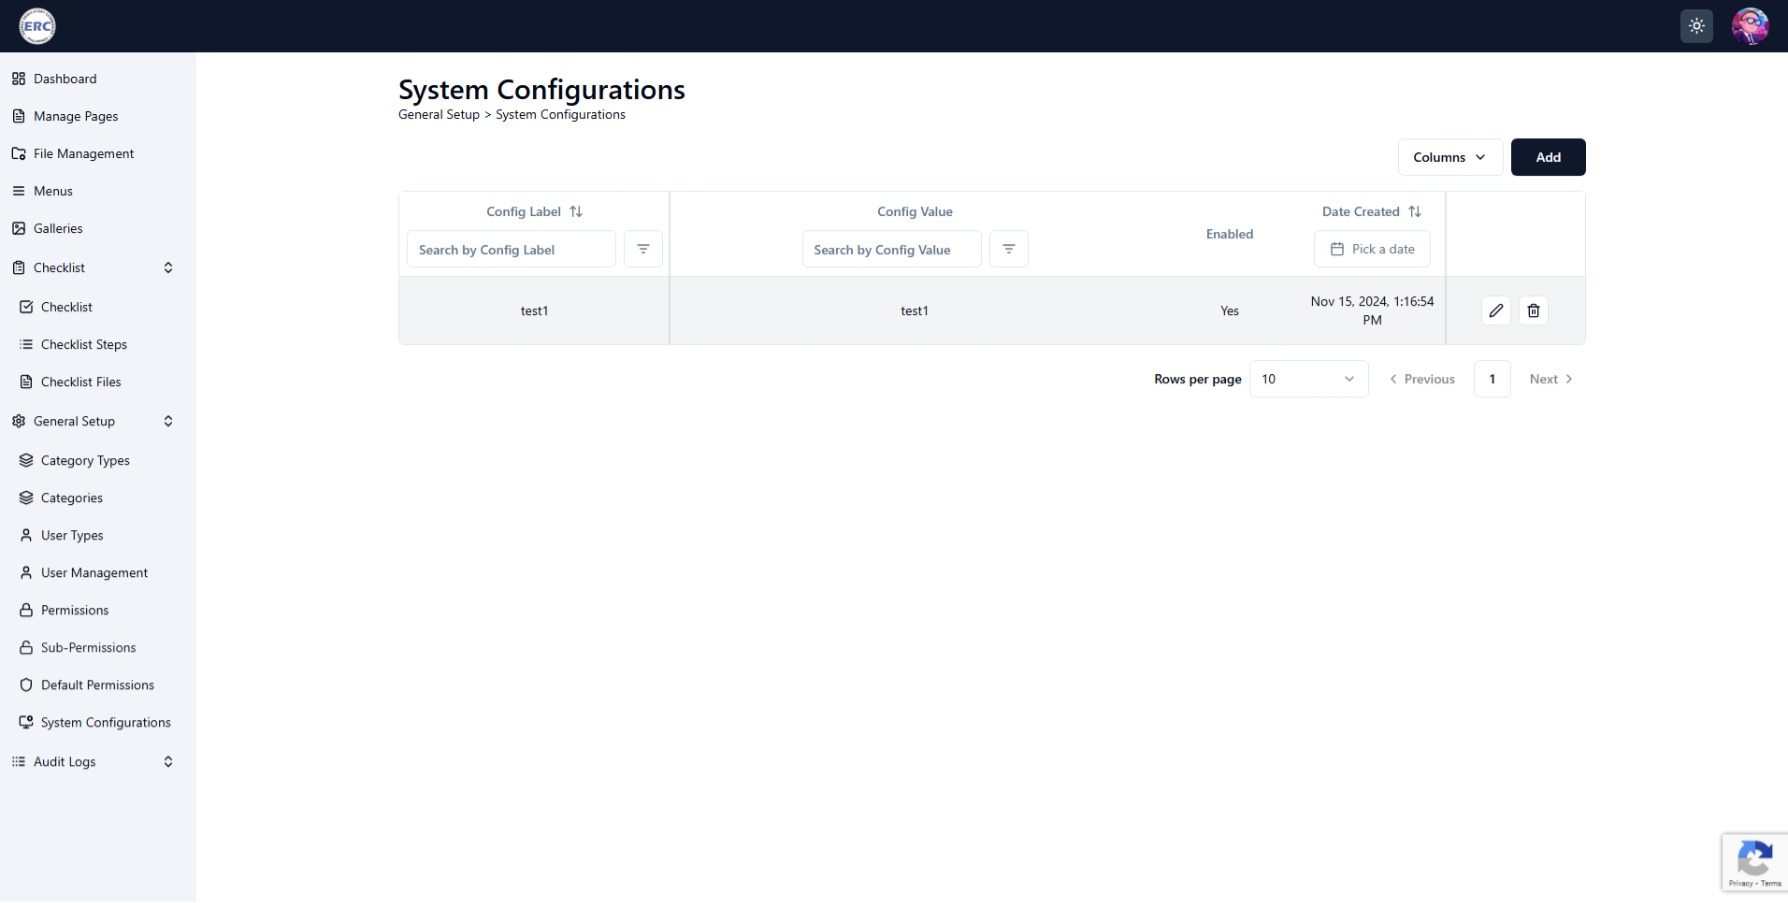 ERC
Dashboard
Manage Pages
File Management
Menus
Galleries
Checklist
Checklist
Checklist Steps
Checklist Files
General Setup
Category Types
Categories
User Types
User Management
Permissions
Sub-Permissions
Default Permissions
System Configurations
Audit Logs
System Configurations
General Setup > System Configurations
Columns
Add
Config Label
Config Value
Enabled
Date Created
Search by Config Label
Search by Config Value
Pick a date
test1
test1
Yes
Nov 15, 2024, 1:16:54
PM
Rows per page
10
Previous
1
Next
Privacy - Terms